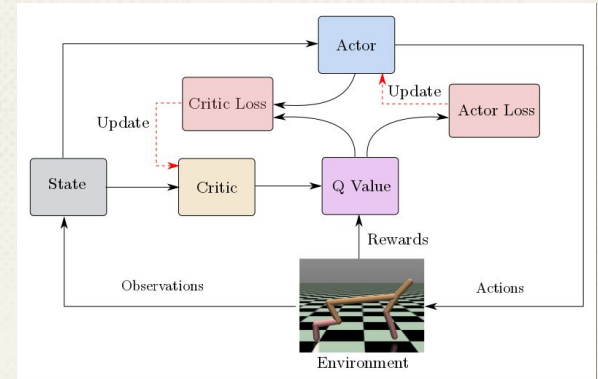 Actor
Update
Critic Loss
Actor Loss
Update
State
Critic
Q Value
Rewards
Observations
Actions
Environment